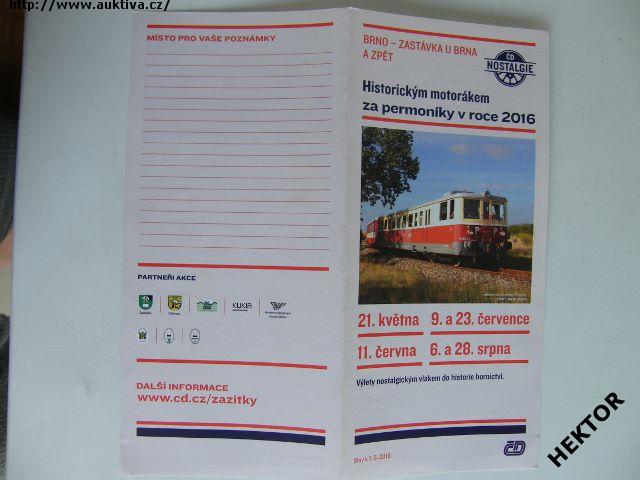 http://www.auktiva.cz/
MÍSTO PRO VAŠE POZNÁMKY
PARTNEŘI AKCE
KUKLA
DALŠÍ INFORMACE
www.cd.cz/zazitky
BRNO – ZASTÁVKA U BRNA
A ZPĚT
ČD
NOSTALGIE
Historickým motorákem
za permoníky v roce 2016
21. května 9. a 23. července
11. června 6. a 28. srpna
Výlety nostalgickým vlakem do historie hornictví.
ČD
HEKTOR